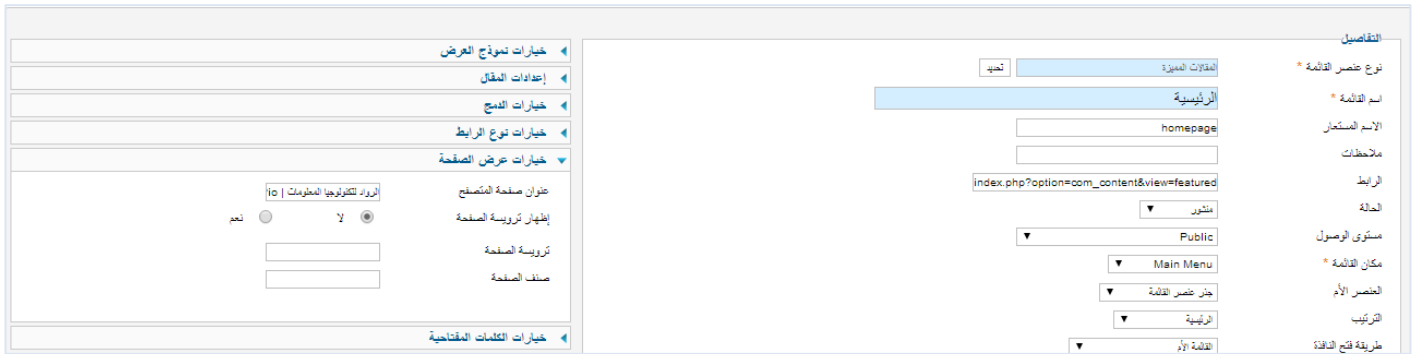 التفاصيل
نوع عنصر القائمة *
المقالات المميزة
تحديد
اسم القائمة *
الرئيسية
الاسم المستعار
homepage
ملاحظات
الرابط
index.php?option=com_content&view=featured
الحالة
منشور
مستوى الوصول
Public
مكان القائمة *
Main Menu
العنصر الأم
جذر عنصر القائمة
الترتيب
الرئيسية
طريقة فتح النافذة
القائمة الأم
خيارات نموذج العرض
إعدادات المقال
خيارات الدمج
خيارات نوع الرابط
خيارات عرض الصفحة
عنوان صفحة المتصفح
الرواد للتكنولوجيا المعلومات | rio
إظهار ترويسة الصفحة
لا
نعم
ترويسة الصفحة
صنف الصفحة
خيارات الكلمات المفتاحية